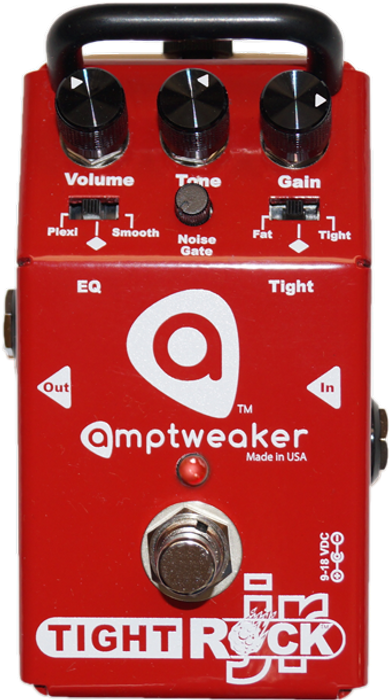 Volume Tone Gain
Plexi Smooth Fat Tight
Noise
Gate
EQ Tight
a
TM
amptweaker
Made in USA
Out In
9-18 VDC
jr
TIGHT ROCK
TM